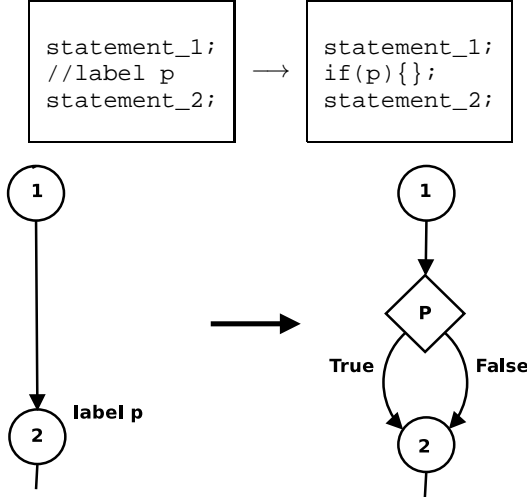 statement_1;
//label p
statement_2;
statement_1;
if(p){};
statement_2;
1
label p
2
1
P
True
False
2